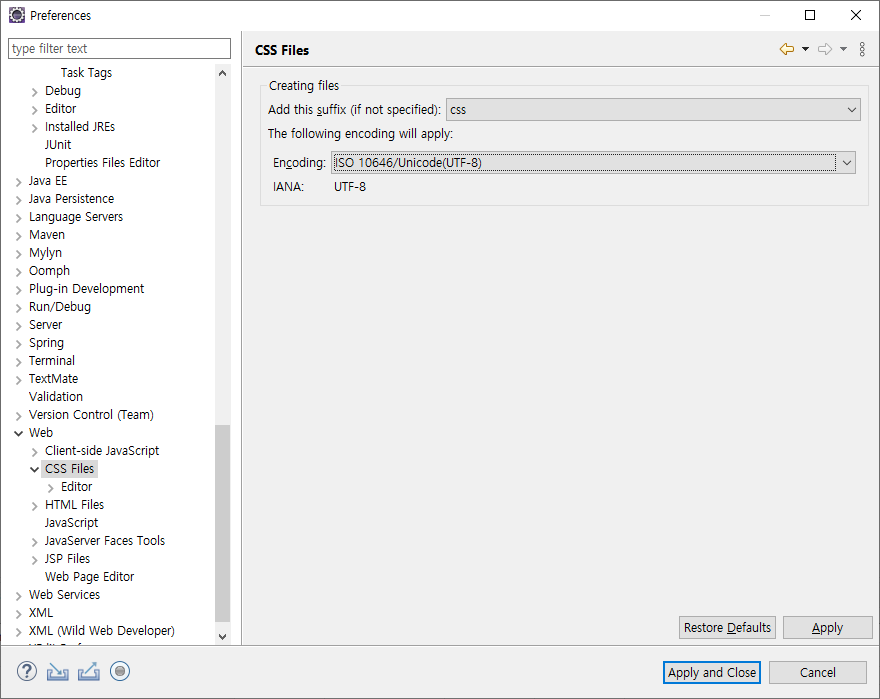 Preferences
type filter text
CSS Files
Task Tags
Debug
Editor
Installed JREs
JUnit
Properties Files Editor
Java EE
Java Persistence
Language Servers
Maven
Mylyn
Oomph
Plug-in Development
Run/Debug
Server
Spring
Terminal
TextMate
Validation
Version Control (Team)
Web
Client-side JavaScript
CSS Files
Editor
HTML Files
JavaScript
JavaServer Faces Tools
JSP Files
Web Page Editor
Web Services
XML
XML (Wild Web Developer)
Creating files
Add this suffix (if not specified): css
The following encoding will apply:
Encoding: ISO 10646/Unicode(UTF-8)
IANA: UTF-8
Restore Defaults Apply
Apply and Close Cancel